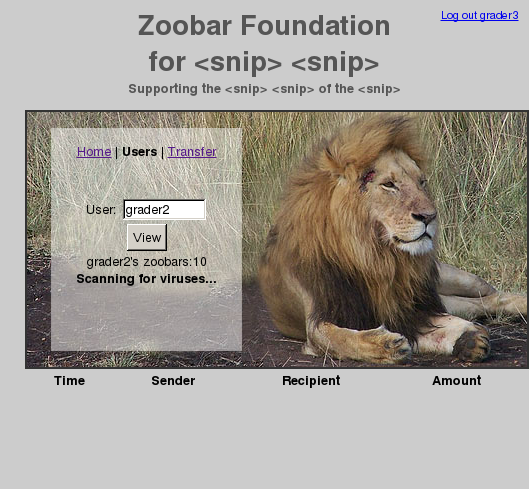 Log out grader3
Zoobar Foundation
for <snip> <snip>
Supporting the <snip> <snip> of the <snip>
Home | Users | Transfer
User: grader2
View
grader2's zoobars:10
Scanning for viruses...
Time Sender Recipient Amount